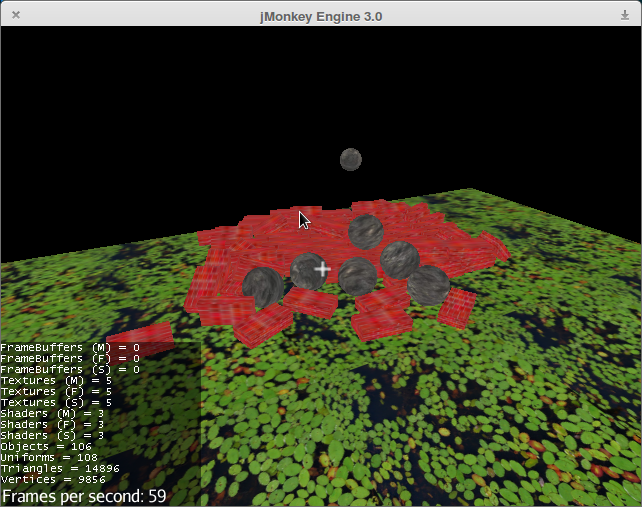 jMonkey Engine 3.0
FrameBuffers (M) = 0
FrameBuffers (F) = 0
FrameBuffers (S) = 0
Textures (M) = 5
Textures (F) = 5
Textures (S) = 5
Shaders (M) = 3
Shaders (F) = 3
Shaders (S) = 3
Objects = 106
Uniforms = 108
Triangles = 14896
Vertices = 9856
Frames per second: 59